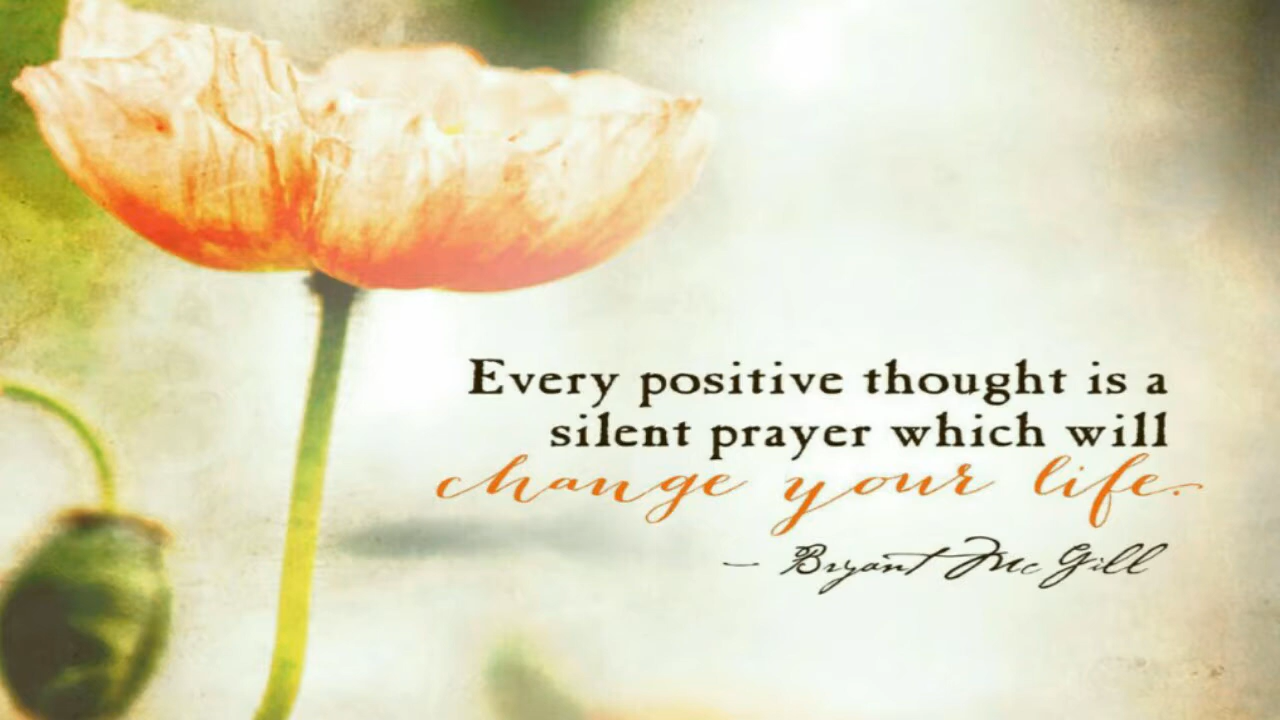 Every positive thought is a
silent prayer which will
change your life.
– Bryant McGill